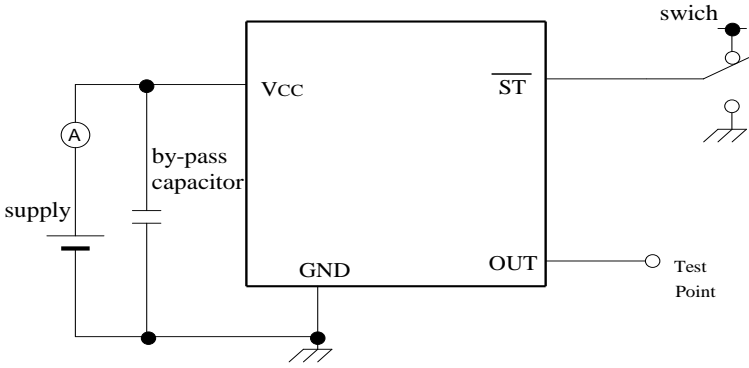 swich
VCC
ST
A
by-pass
capacitor
supply
GND
OUT
Test
Point